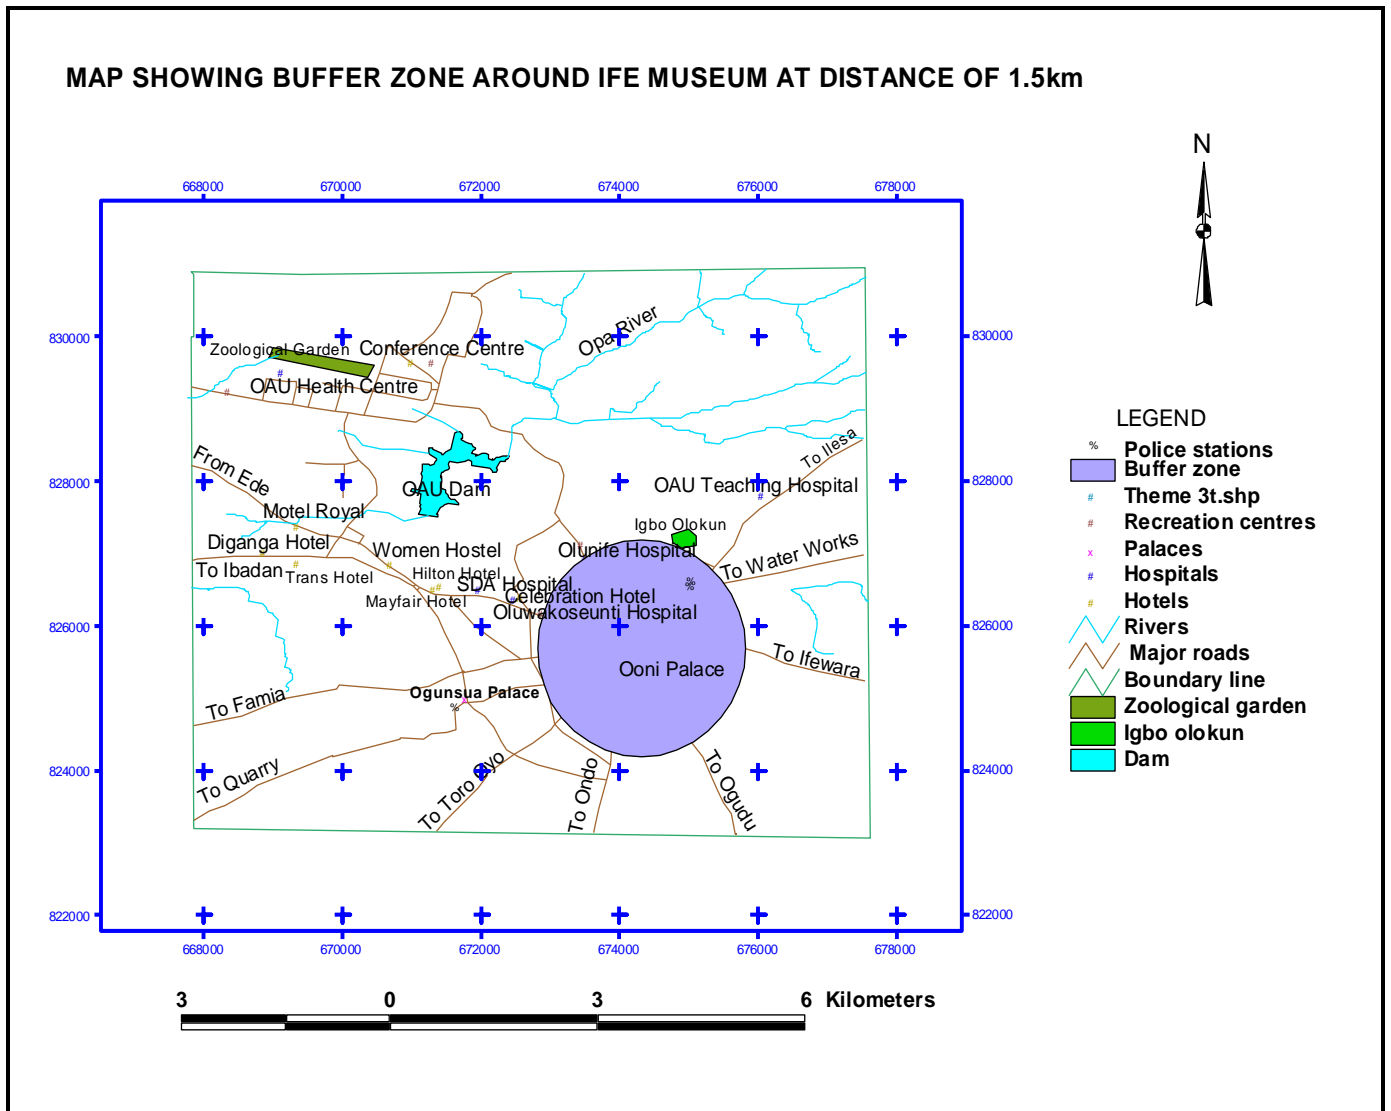 MAP SHOWING BUFFER ZONE AROUND IFE MUSEUM AT DISTANCE OF 1.5km
N
668000 670000 672000 674000 676000 678000
830000 830000
Opa River
Zoological Garden Conference Centre
OAU Health Centre
To Ilesa
From Ede
828000 828000
OAU Dam OAU Teaching Hospital
Motel Royal
Igbo Olokun
Diganga Hotel
Women Hostel Olunife Hospital
To Water Works
To Ibadan
Trans Hotel Hilton Hotel
SDA Hospital
Mayfair Hotel Celebration Hotel
Oluwakoseunti Hospital
826000 826000
To Ifewara
Ooni Palace
Ogunsua Palace
To Famia
824000 824000
To Quarry
To Toro Oyo
To Ondo
To Ogudu
822000 822000
668000 670000 672000 674000 676000 678000
3 0 3 6 Kilometers
LEGEND
% Police stations
Buffer zone
# Theme 3t.shp
# Recreation centres
x Palaces
# Hospitals
# Hotels
Rivers
Major roads
Boundary line
Zoological garden
Igbo olokun
Dam